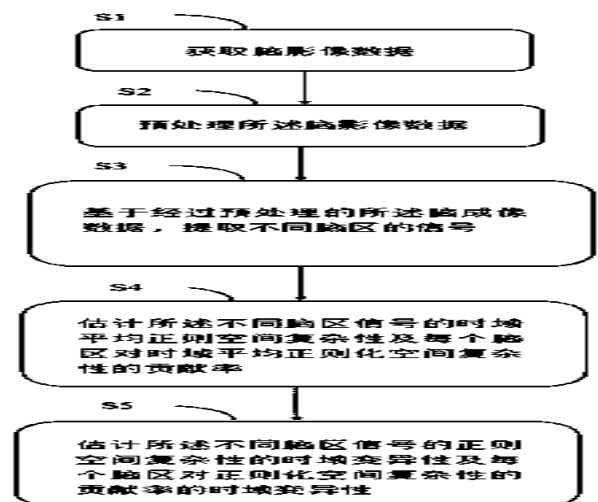 S1
获取脑影像数据
S2
预处理所述脑影像数据
S3
基于经过预处理的所述脑成像
数据，提取不同脑区的信号
S4
估计所述不同脑区信号的时域
平均正则空间复杂性及每个脑
区对时域平均正则化空间复杂
性的贡献率
S5
估计所述不同脑区信号的正则
空间复杂性的时域变异性及每
个脑区对正则化空间复杂性的
贡献率的时域变异性